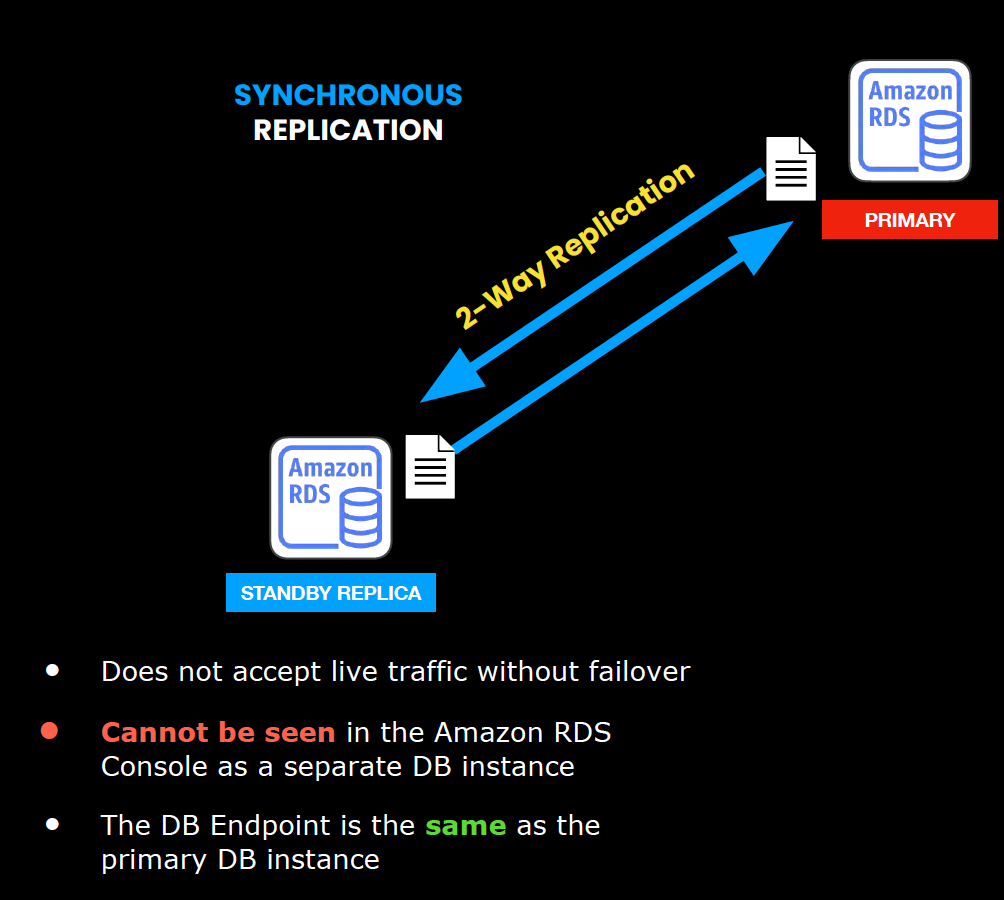 SYNCHRONOUS
REPLICATION
Amazon
RDS
PRIMARY
2-Way Replication
Amazon
RDS
STANDBY REPLICA
• Does not accept live traffic without failover
• Cannot be seen in the Amazon RDS
Console as a separate DB instance
• The DB Endpoint is the same as the
primary DB instance